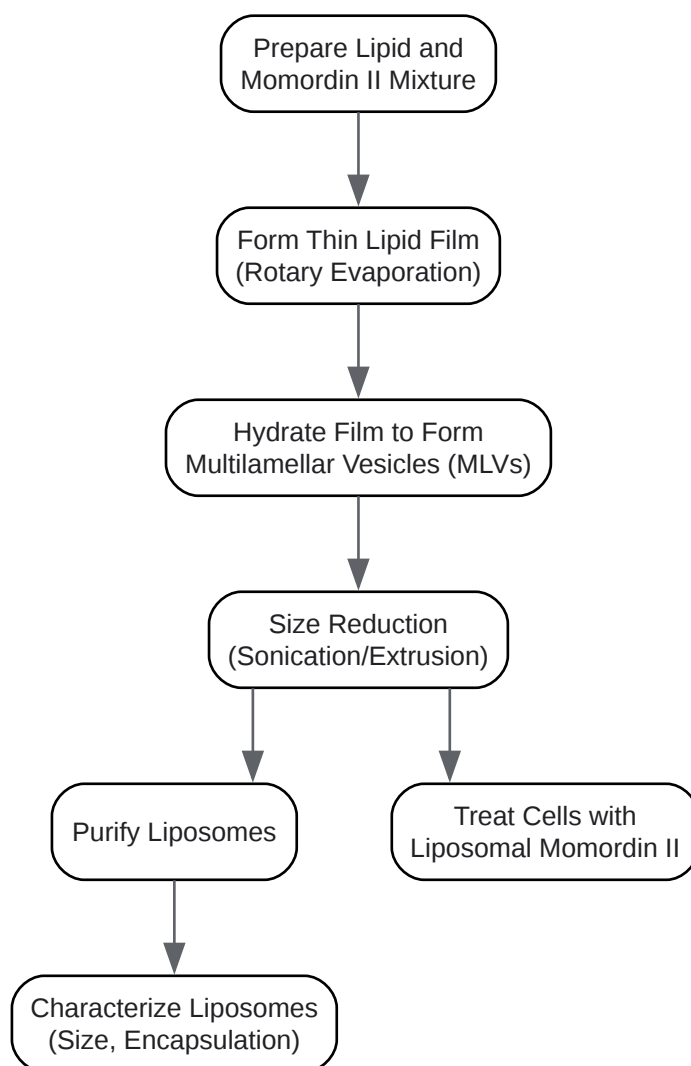 Prepare Lipid and
Momordin II Mixture
Form Thin Lipid Film
(Rotary Evaporation)
Hydrate Film to Form
Multilamellar Vesicles (MLVs)
Size Reduction
(Sonication/Extrusion)
Purify Liposomes
Treat Cells with
Liposomal Momordin II
Characterize Liposomes
(Size, Encapsulation)